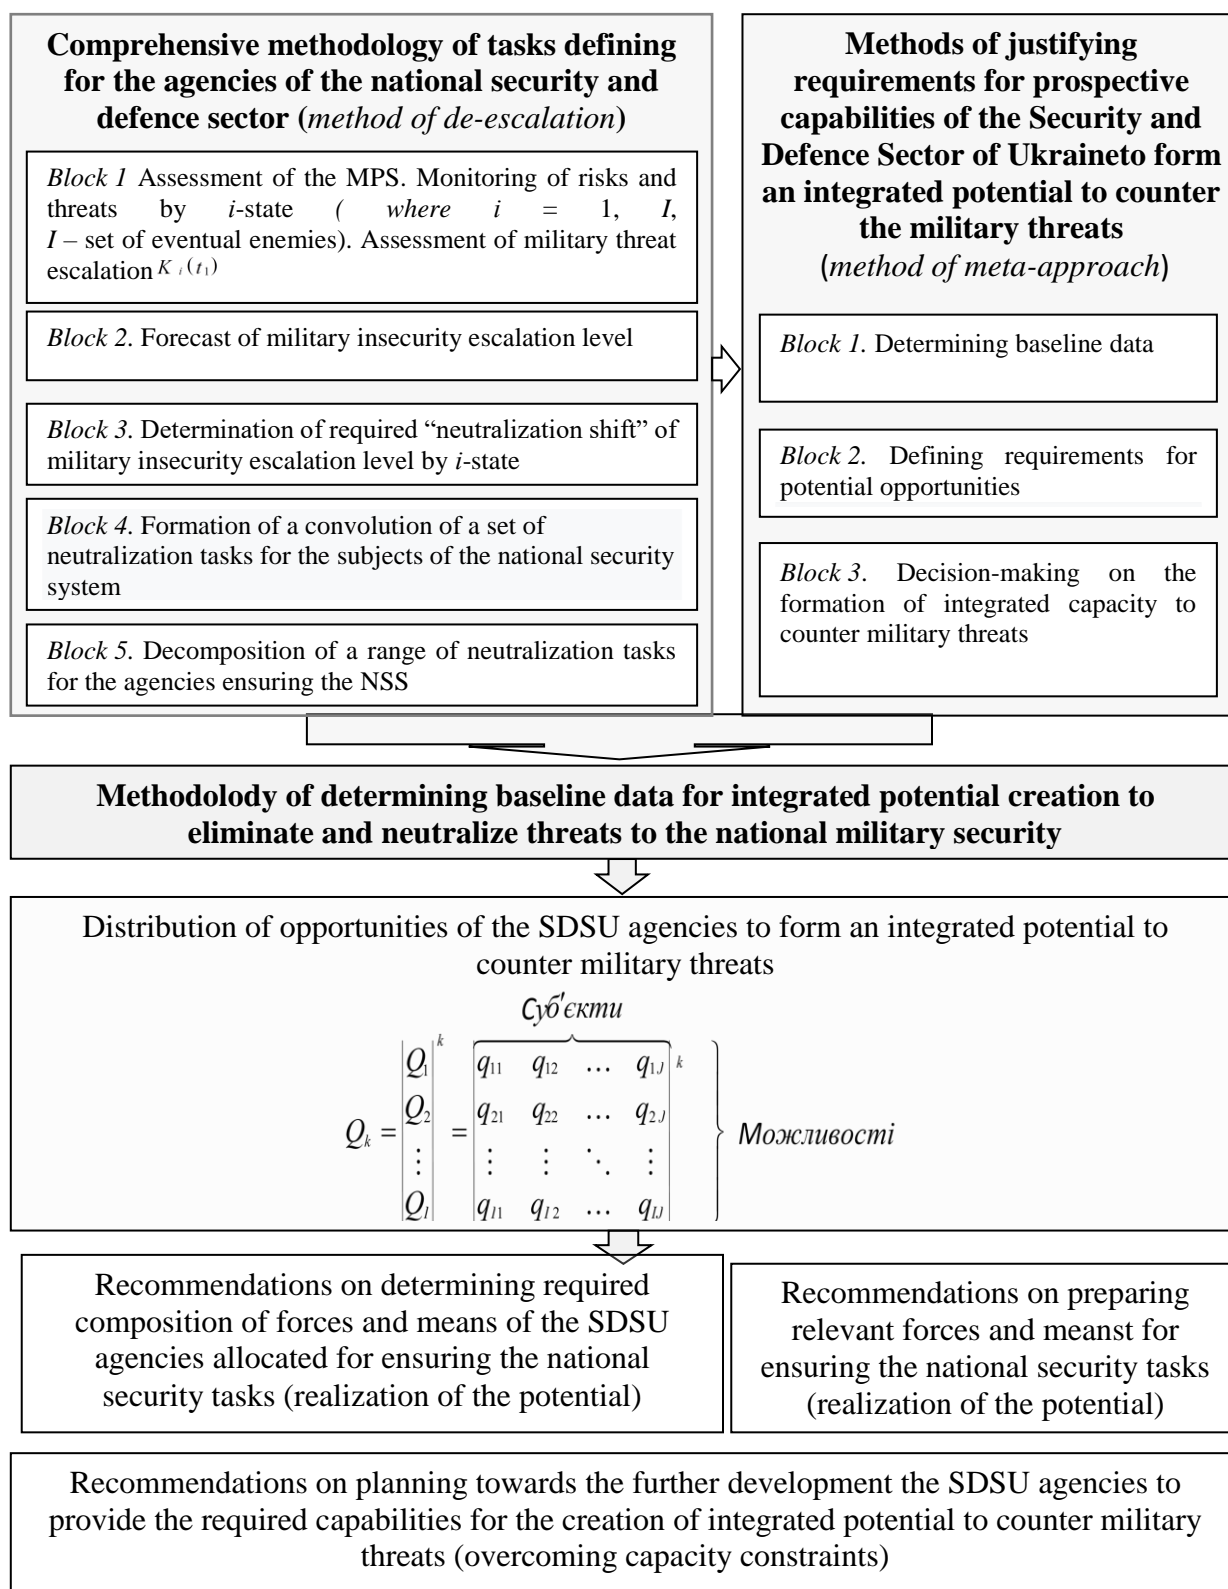 Comprehensive methodology of tasks defining
for the agencies of the national security and
defence sector (method of de-escalation)
Block 1 Assessment of the MPS. Monitoring of risks and
threats by i-state ( where i = 1, I,
I – set of eventual enemies). Assessment of military threat
escalation K i (t1)
Block 2. Forecast of military insecurity escalation level
Block 3. Determination of required “neutralization shift” of
military insecurity escalation level by i-state
Block 4. Formation of a convolution of a set of
neutralization tasks for the subjects of the national security
system
Block 5. Decomposition of a range of neutralization tasks
for the agencies ensuring the NSS
Methods of justifying
requirements for prospective
capabilities of the Security and
Defence Sector of Ukraineto form
an integrated potential to counter
the military threats
(method of meta-approach)
Block 1. Determining baseline data
Block 2. Defining requirements for
potential opportunities
Block 3. Decision-making on the
formation of integrated capacity to
counter military threats
Methodolody of determining baseline data for integrated potential creation to
eliminate and neutralize threats to the national military security
Distribution of opportunities of the SDSU agencies to form an integrated potential to
counter military threats
Суб'єкти
Q1 k q11 q12 … q1J k
Q2 q21 q22 … q2J
Qk = = Можливості
⋮ ⋮ ⋮ ⋱ ⋮
QI qI1 qI2 … qIJ
Recommendations on determining required
composition of forces and means of the SDSU
agencies allocated for ensuring the national
security tasks (realization of the potential)
Recommendations on preparing
relevant forces and meanst for
ensuring the national security tasks
(realization of the potential)
Recommendations on planning towards the further development the SDSU agencies to
provide the required capabilities for the creation of integrated potential to counter military
threats (overcoming capacity constraints)